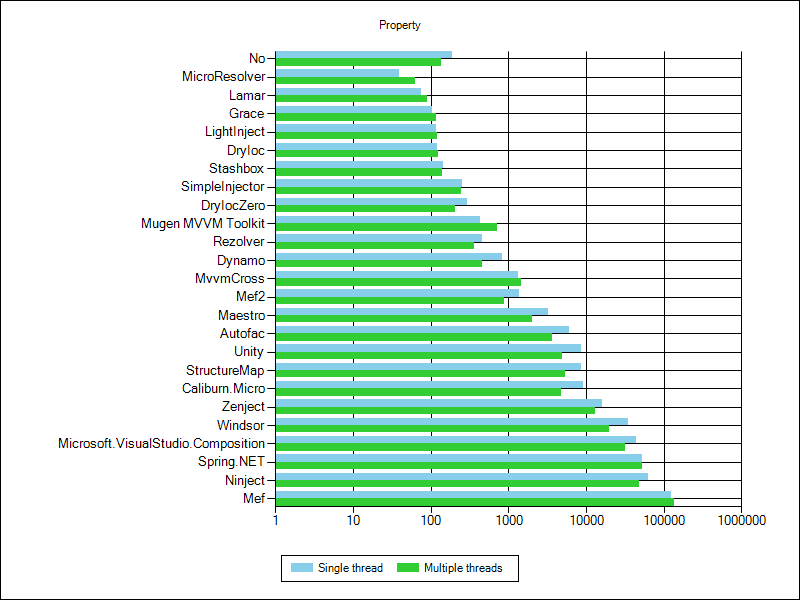 Property
No
MicroResolver
Lamar
Grace
LightInject
DryIoc
Stashbox
SimpleInjector
DryIocZero
Mugen MVVM Toolkit
Rezolver
Dynamo
MvvmCross
Mef2
Maestro
Autofac
Unity
StructureMap
Caliburn.Micro
Zenject
Windsor
Microsoft.VisualStudio.Composition
Spring.NET
Ninject
Mef
1 10 100 1000 10000 100000 1000000
Single thread Multiple threads